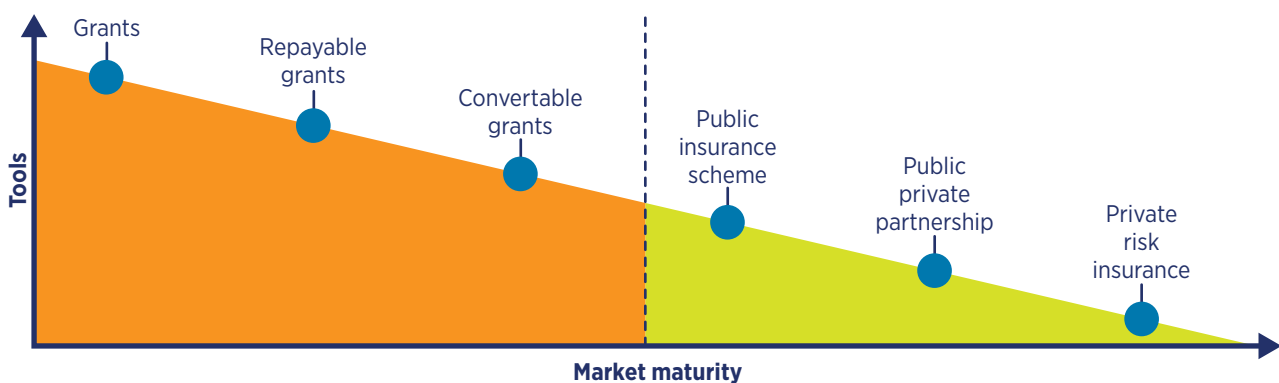 Grants
Repayable
grants
Convertable
grants
Public
insurance
scheme
Public
private
partnership
Private
risk
insurance
Tools
Market maturity